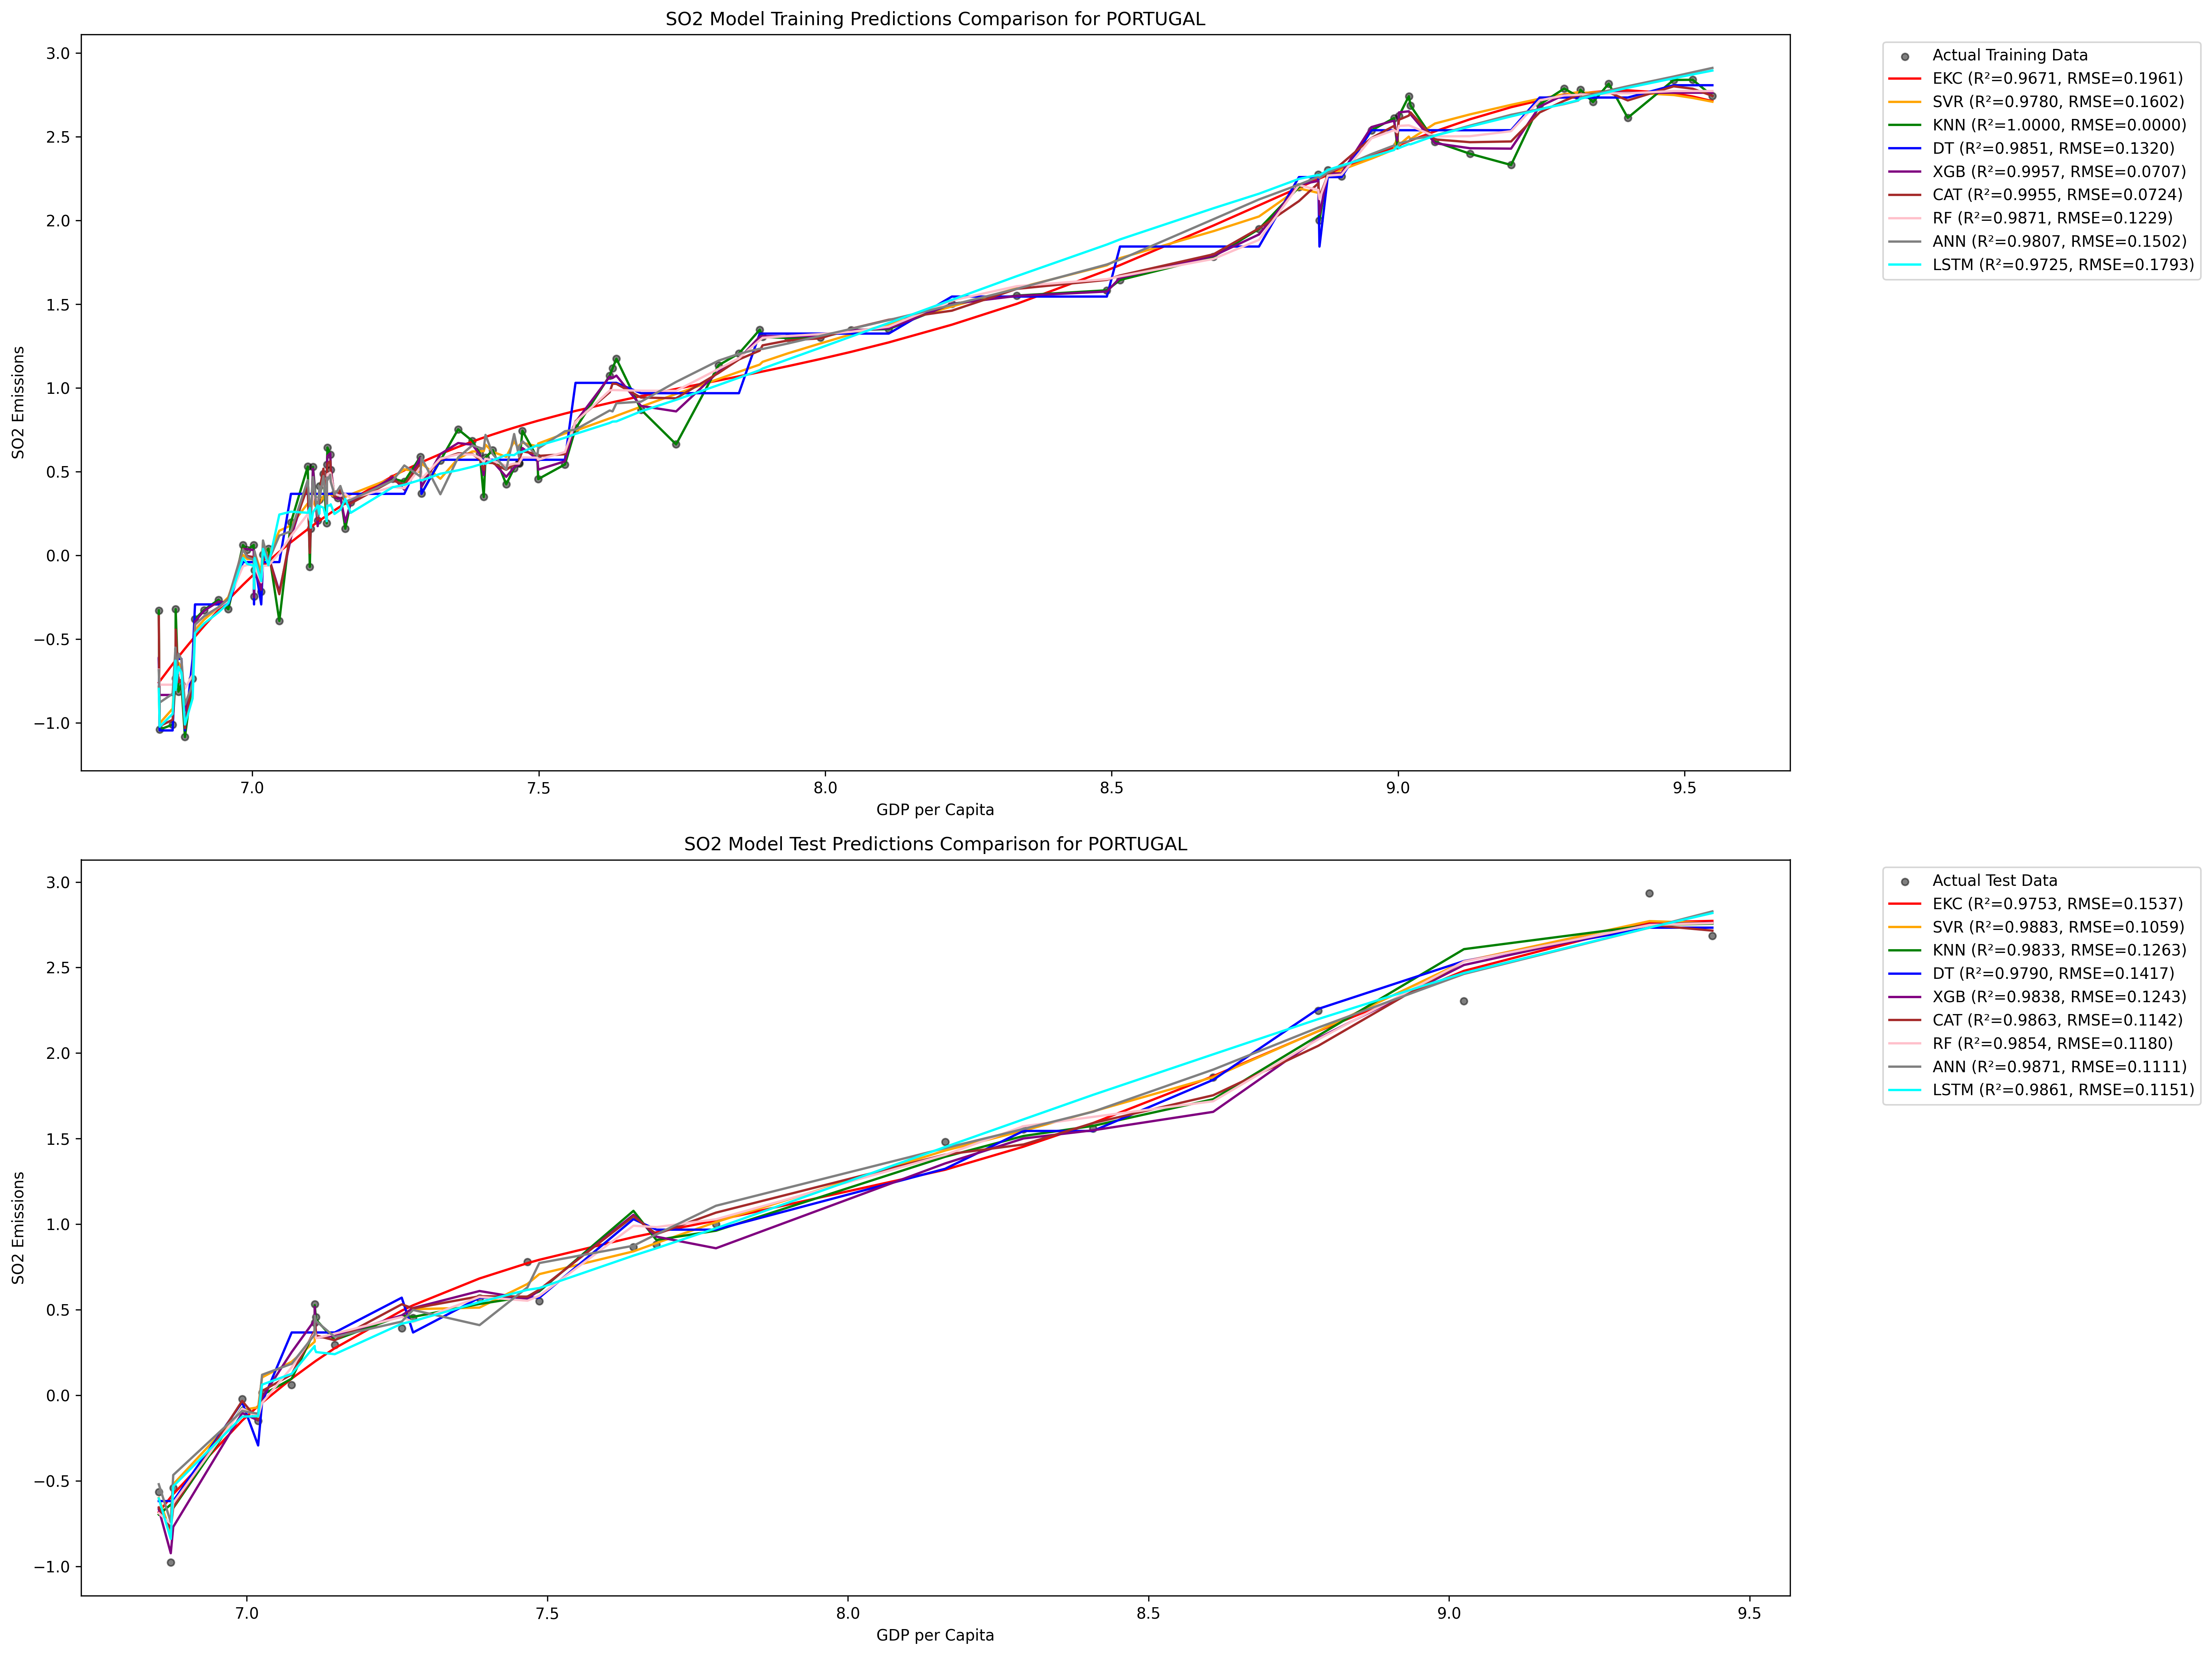 SO2 Model Training Predictions Comparison for PORTUGAL
3.0
2.5
2.0
1.5
1.0
0.5
0.0
−0.5
−1.0
SO2 Emissions
7.0 7.5 8.0 8.5 9.0 9.5
GDP per Capita
Actual Training Data
EKC (R²=0.9671, RMSE=0.1961)
SVR (R²=0.9780, RMSE=0.1602)
KNN (R²=1.0000, RMSE=0.0000)
DT (R²=0.9851, RMSE=0.1320)
XGB (R²=0.9957, RMSE=0.0707)
CAT (R²=0.9955, RMSE=0.0724)
RF (R²=0.9871, RMSE=0.1229)
ANN (R²=0.9807, RMSE=0.1502)
LSTM (R²=0.9725, RMSE=0.1793)
SO2 Model Test Predictions Comparison for PORTUGAL
3.0
2.5
2.0
1.5
1.0
0.5
0.0
−0.5
−1.0
SO2 Emissions
7.0 7.5 8.0 8.5 9.0 9.5
GDP per Capita
Actual Test Data
EKC (R²=0.9753, RMSE=0.1537)
SVR (R²=0.9883, RMSE=0.1059)
KNN (R²=0.9833, RMSE=0.1263)
DT (R²=0.9790, RMSE=0.1417)
XGB (R²=0.9838, RMSE=0.1243)
CAT (R²=0.9863, RMSE=0.1142)
RF (R²=0.9854, RMSE=0.1180)
ANN (R²=0.9871, RMSE=0.1111)
LSTM (R²=0.9861, RMSE=0.1151)